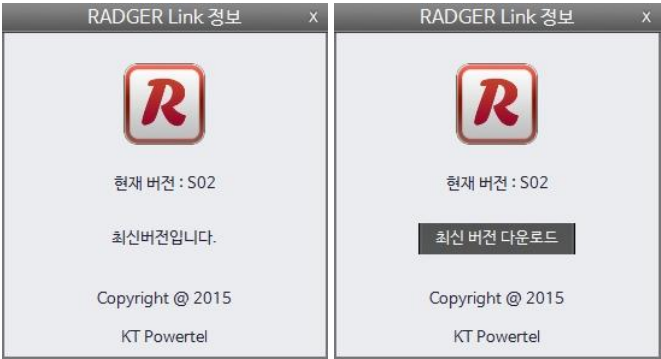 RADGER Link 정보 X
R
현재 버전 : S02
최신버전입니다.
Copyright @ 2015
KT Powertel
RADGER Link 정보 X
R
현재 버전 : S02
최신 버전 다운로드
Copyright @ 2015
KT Powertel